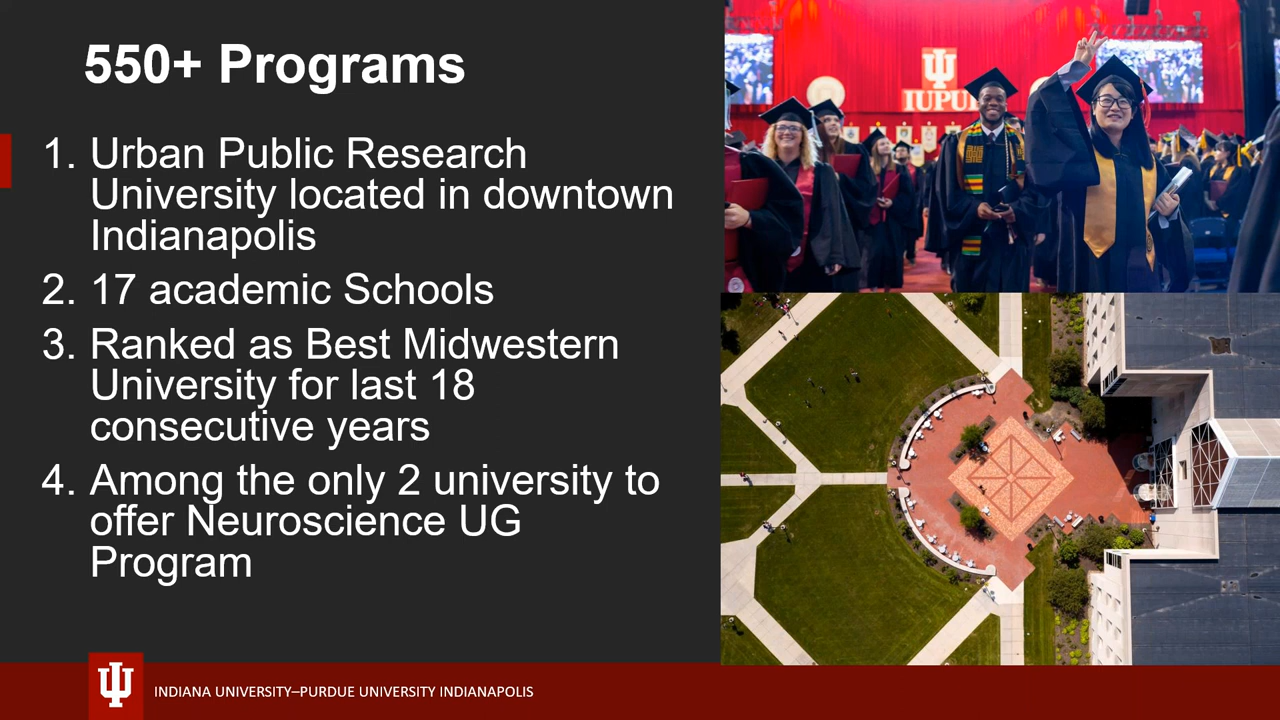 550+ Programs
1. Urban Public Research
University located in downtown
Indianapolis
2. 17 academic Schools
3. Ranked as Best Midwestern
University for last 18
consecutive years
4. Among the only 2 university to
offer Neuroscience UG
Program
IUPUI
INDIANA UNIVERSITY–PURDUE UNIVERSITY INDIANAPOLIS